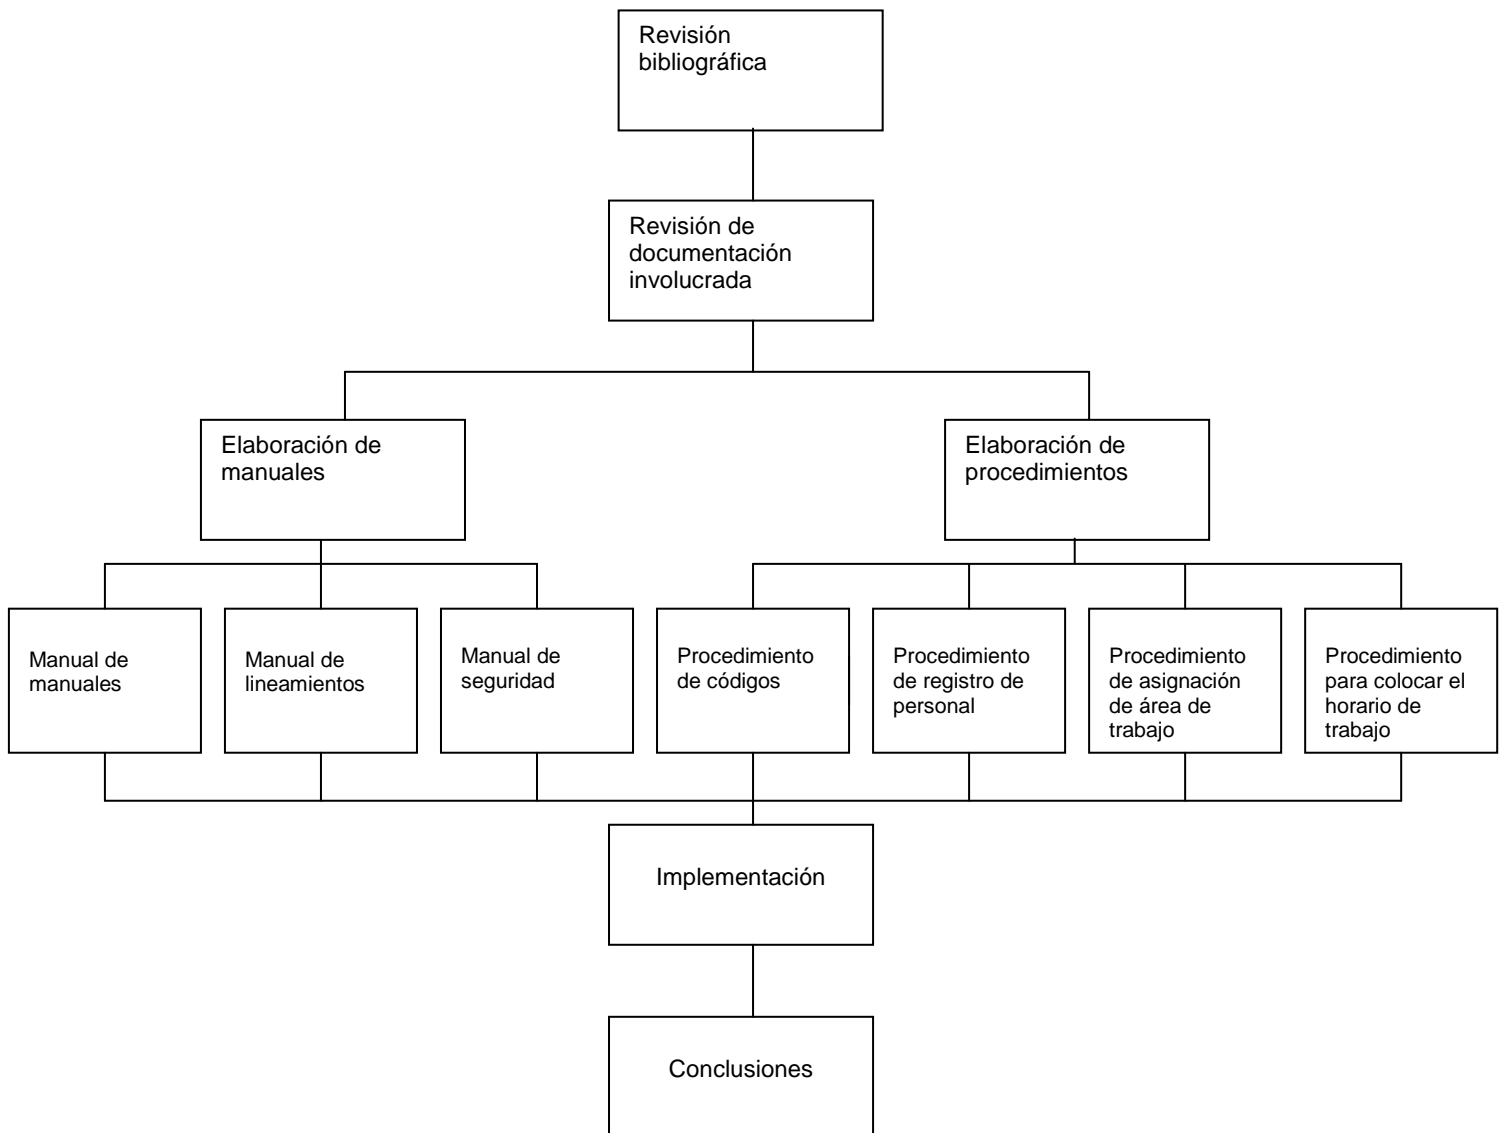 Revisión
bibliográfica
Revisión de
documentación
involucrada
Elaboración de
manuales
Elaboración de
procedimientos
Manual de
manuales
Manual de
lineamientos
Manual de
seguridad
Procedimiento
de códigos
Procedimiento
de registro de
personal
Procedimiento
de asignación
de área de
trabajo
Procedimiento
para colocar el
horario de
trabajo
Implementación
Conclusiones